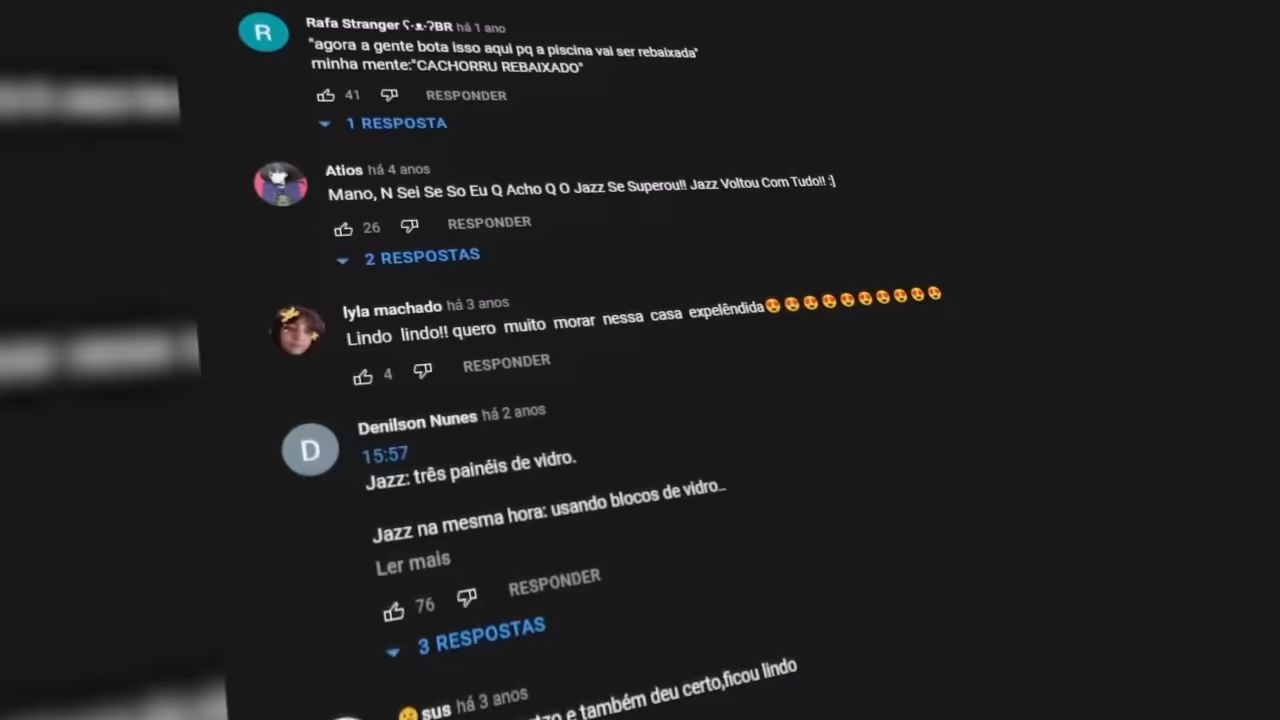 R
Rafa Stranger ʕ·ᴥ·ʔBR há 1 ano
"agora a gente bota isso aqui pq a piscina vai ser rebaixada"
minha mente:"CACHORRU REBAIXADO"
41 RESPONDER
1 RESPOSTA
Atios há 4 anos
Mano, N Sei Se So Eu Q Acho Q O Jazz Se Superou!! Jazz Voltou Com Tudo!! :]
26 RESPONDER
2 RESPOSTAS
lyla machado há 3 anos
Lindo lindo!! quero muito morar nessa casa expelêndida😍😍😍😍😍😍😍😍😍😍
4 RESPONDER
D
Denilson Nunes há 2 anos
15:57
Jazz: três painéis de vidro.
Jazz na mesma hora: usando blocos de vidro...
Ler mais
76 RESPONDER
3 RESPOSTAS
sus há 3 anos
e também deu certo,ficou lindo